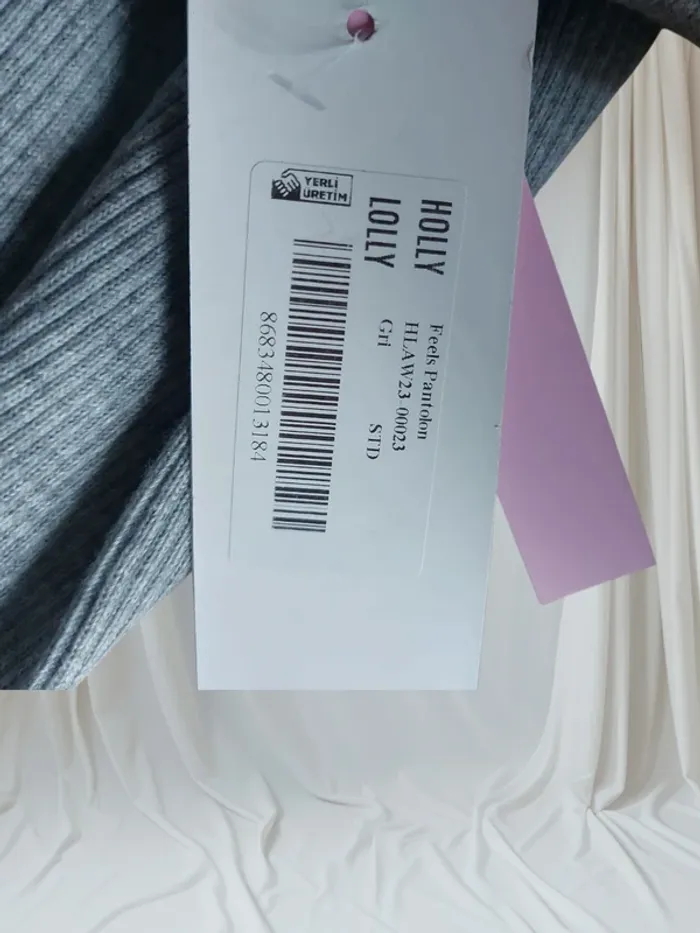 HOLLY
LOLLY
Feels Pantolon
HLAW23-00023
Gri STD
YERLİ
ÜRETİM
8683480013184